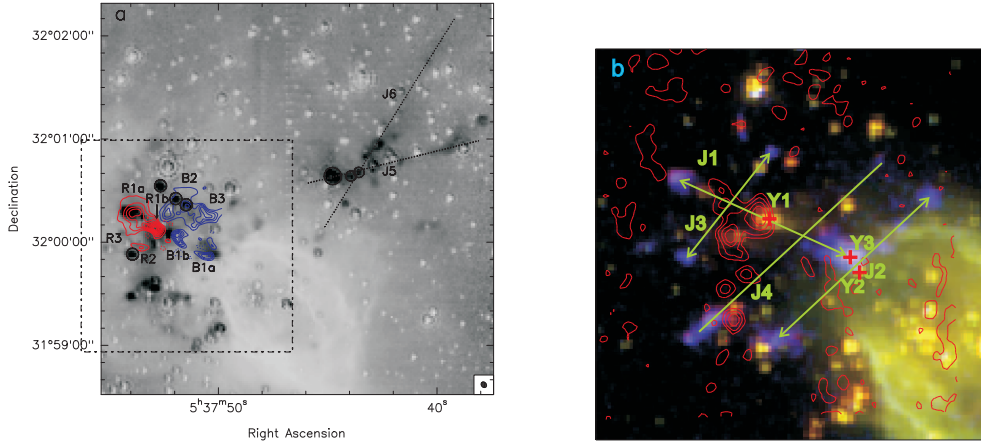 a
32°02'00''
32°01'00''
32°00'00''
31°59'00''
Declination
J6
J5
B2
R1a
R1b
B3
R3
R2
B1b
B1a
5ʰ37ᵐ50ˢ
40ˢ
Right Ascension
b
J1
Y1
J3
Y3
J2
Y2
J4